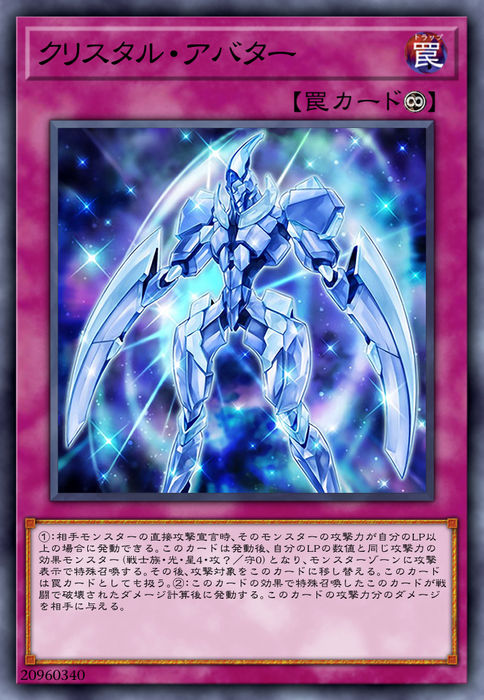 クリスタル・アバター
トラップ
罠
【罠カード】
①:相手モンスターの直接攻撃宣言時、そのモンスターの攻撃力が自分のLP以
上の場合に発動できる。このカードは発動後、自分のLPの数値と同じ攻撃力の
効果モンスター(戦士族・光・星4・攻?/守0)となり、モンスターゾーンに攻撃
表示で特殊召喚する。その後、攻撃対象をこのカードに移し替える。このカード
は罠カードとしても扱う。②:このカードの効果で特殊召喚したこのカードが戦
闘で破壊されたダメージ計算後に発動する。このカードの攻撃力分のダメージ
を相手に与える。
20960340